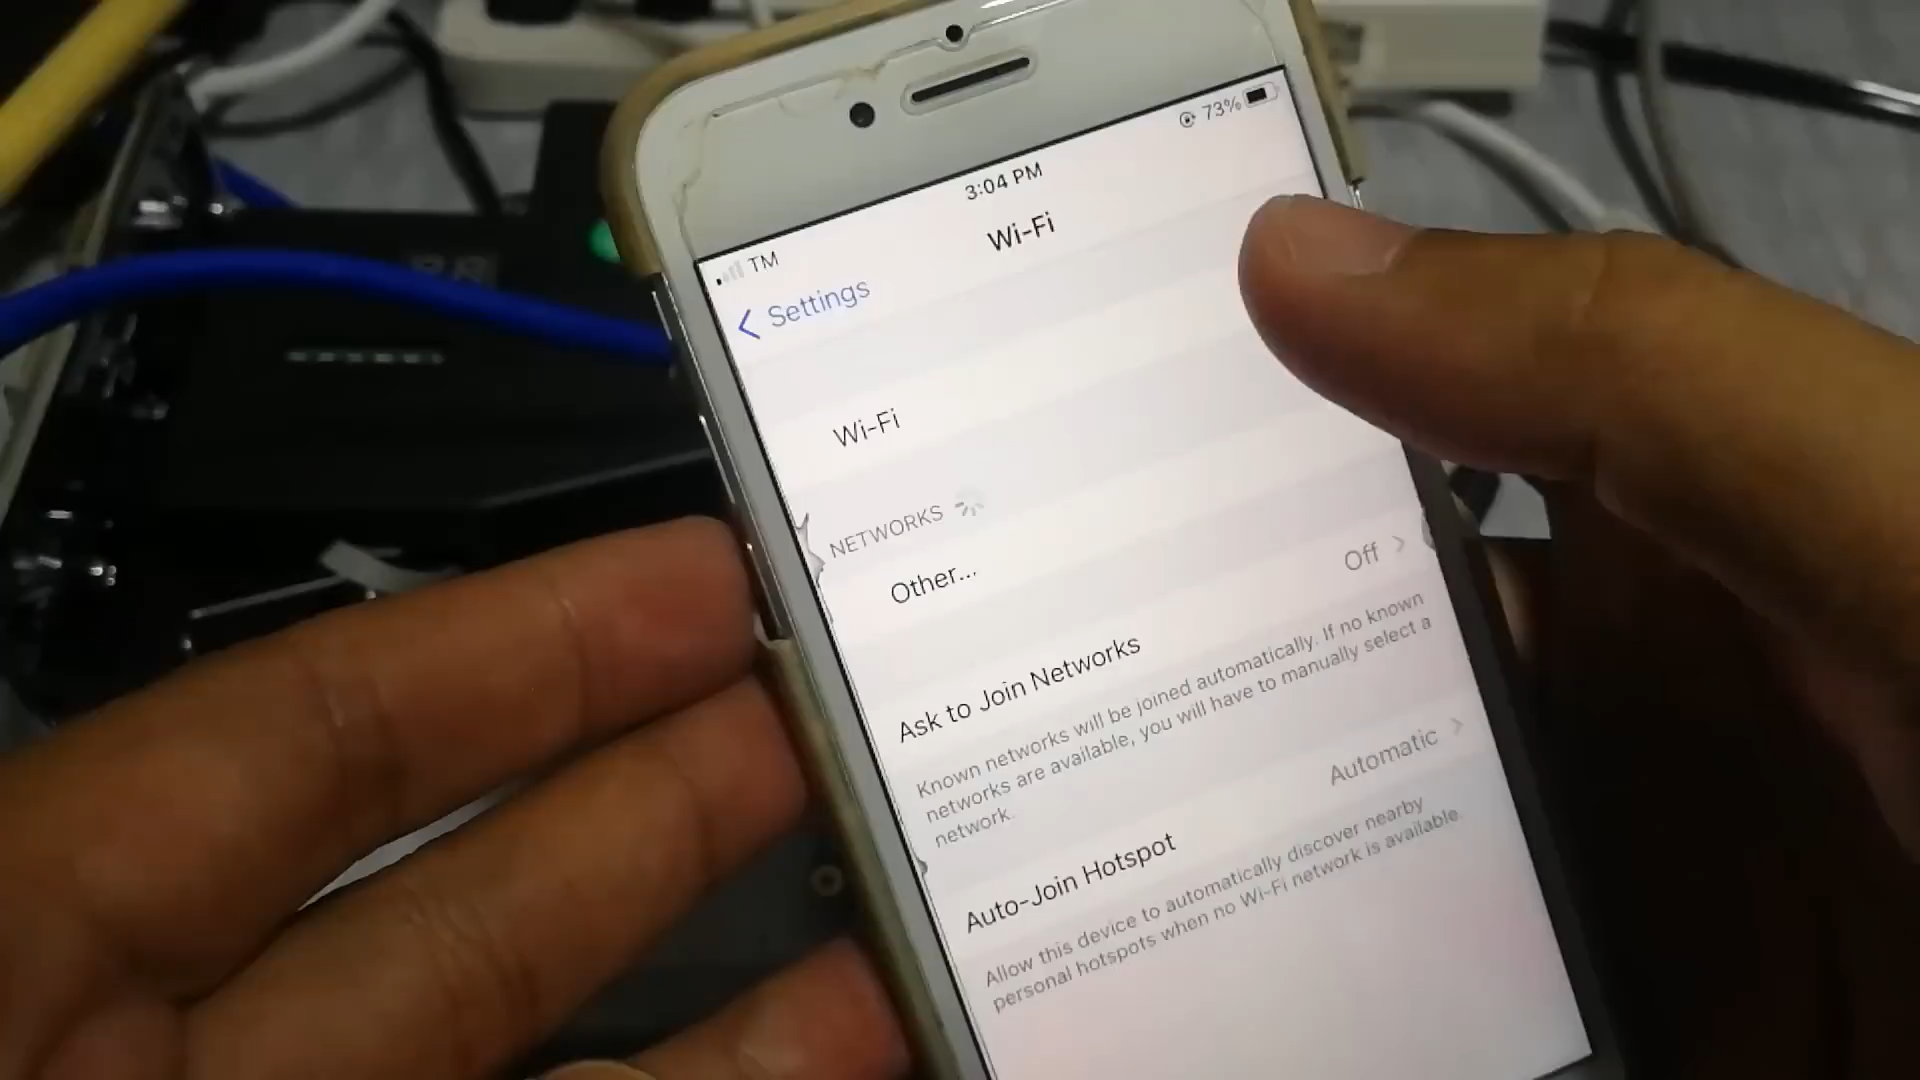 TM
3:04 PM
73%
Settings
Wi-Fi
Wi-Fi
NETWORKS
Other...
Ask to Join Networks
Off
Known networks will be joined automatically. If no known
networks are available, you will have to manually select a
network.
Auto-Join Hotspot
Automatic
Allow this device to automatically discover nearby
personal hotspots when no Wi-Fi network is available.